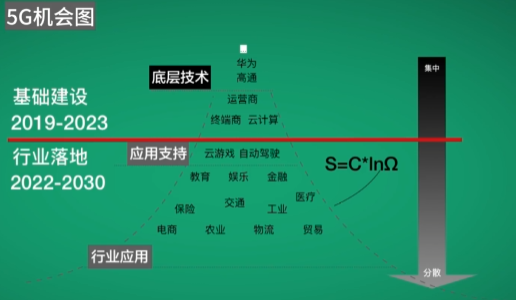 5G机会图
华为
底层技术
高通
基础建设
运营商
2019-2023
终端商 云计算
集中
行业落地
应用支持
云游戏 自动驾驶
S=C*lnΩ
2022-2030
教育 娱乐 金融
医疗
交通
保险 工业
电商 农业 物流 贸易
行业应用
分散